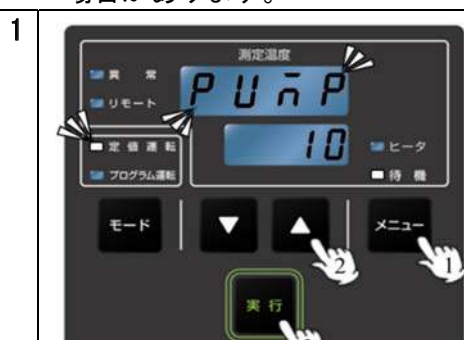 場合があります。
1
測定温度
異 常
PUMP
リモート
定 値 運 転
10
ヒータ
プログラム運転
待 機
モード
▼
▲
メニュー
2
1
実 行